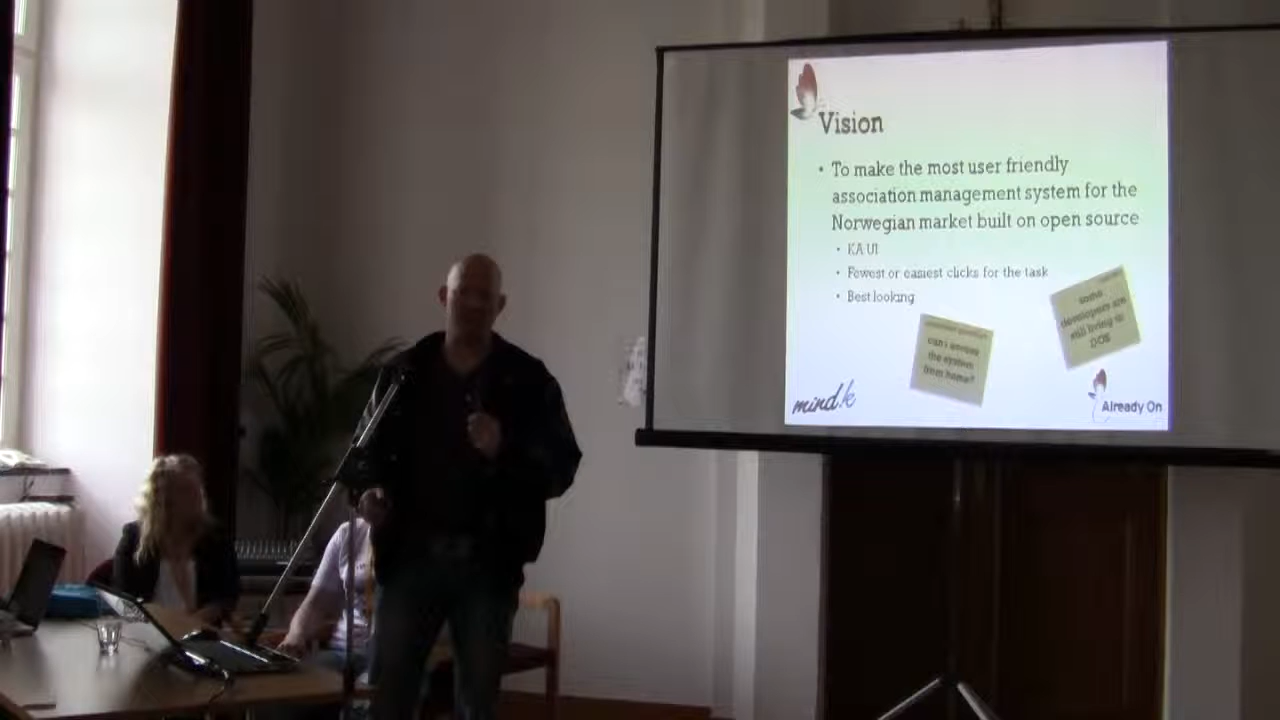 Vision
• To make the most user friendly
association management system for the
Norwegian market built on open source
• KA UI
• Fewest or easiest clicks for the task
• Best looking
some
developers are
still living in
DOS
can't access
the system
from home?
mind.k
Already On